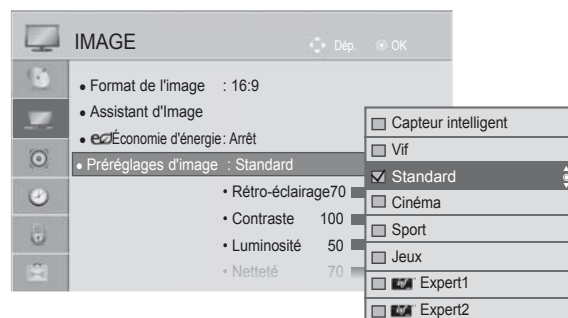 IMAGE
Dép. OK
• Format de l'image : 16:9
• Assistant d'Image
• eco Économie d'énergie : Arrêt
• Préréglages d'image : Standard
• Rétro-éclairage 70
• Contraste 100
• Luminosité 50
• Netteté 70
Capteur intelligent
Vif
Standard
Cinéma
Sport
Jeux
Expert1
Expert2